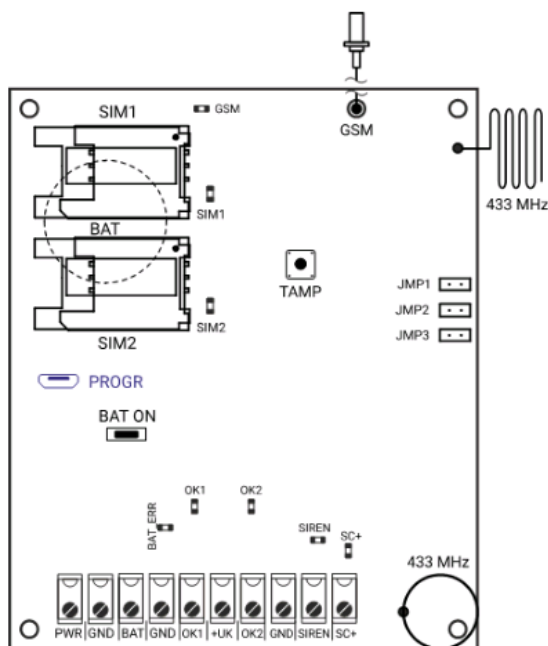 SIM1
GSM
GSM
433 MHz
SIM1
BAT
TAMP
JMP1
JMP2
JMP3
SIM2
SIM2
PROGR
BAT ON
OK1
OK2
BAT_ERR
SIREN
SC+
433 MHz
PWR GND BAT GND OK1 +UK OK2 GND SIREN SC+